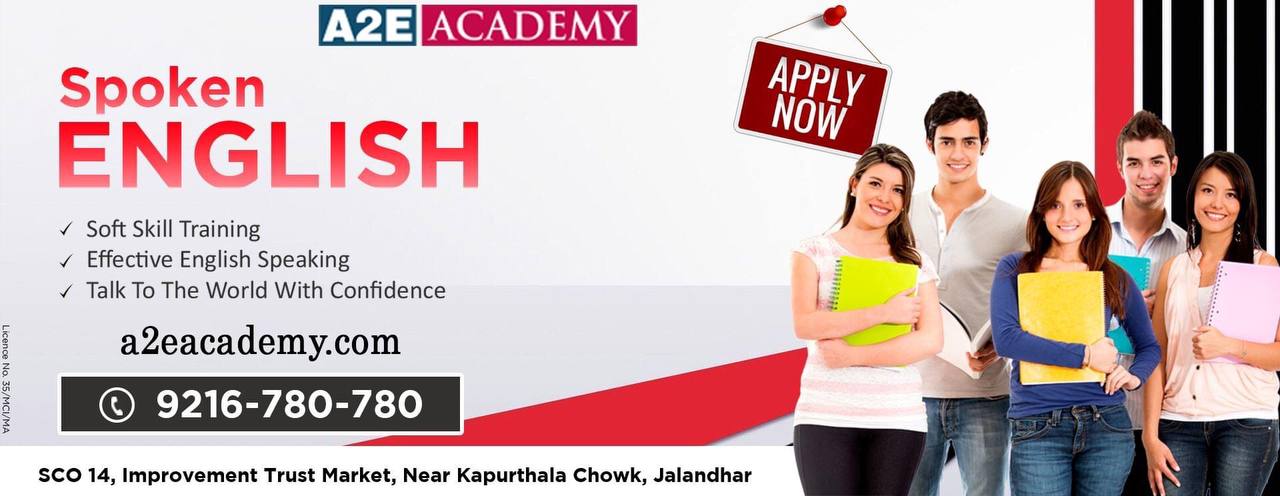 A2E ACADEMY
Spoken
ENGLISH
APPLY
NOW
✓ Soft Skill Training
✓ Effective English Speaking
✓ Talk To The World With Confidence
a2eacademy.com
9216-780-780
Licence No. 35/MCI/MA
SCO 14, Improvement Trust Market, Near Kapurthala Chowk, Jalandhar